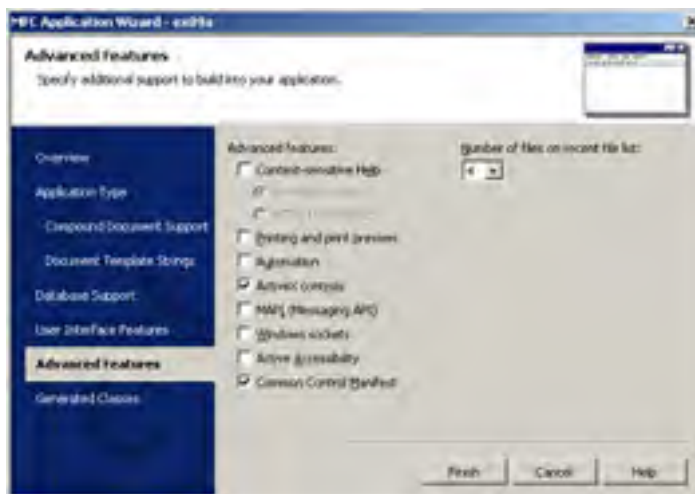 MFC Application Wizard -
Advanced Features
Specify additional support to build into your application.
Overview
Application Type
Compound Document Support
Document Template Strings
Database Support
User Interface Features
Advanced Features
Generated Classes
Advanced features:
Context-sensitive Help
Printing and print preview
Automation
ActiveX controls
MAPI (Messaging API)
Windows sockets
Active Accessibility
Common Control Manifest
Number of files on recent file list:
4
Finish
Cancel
Help